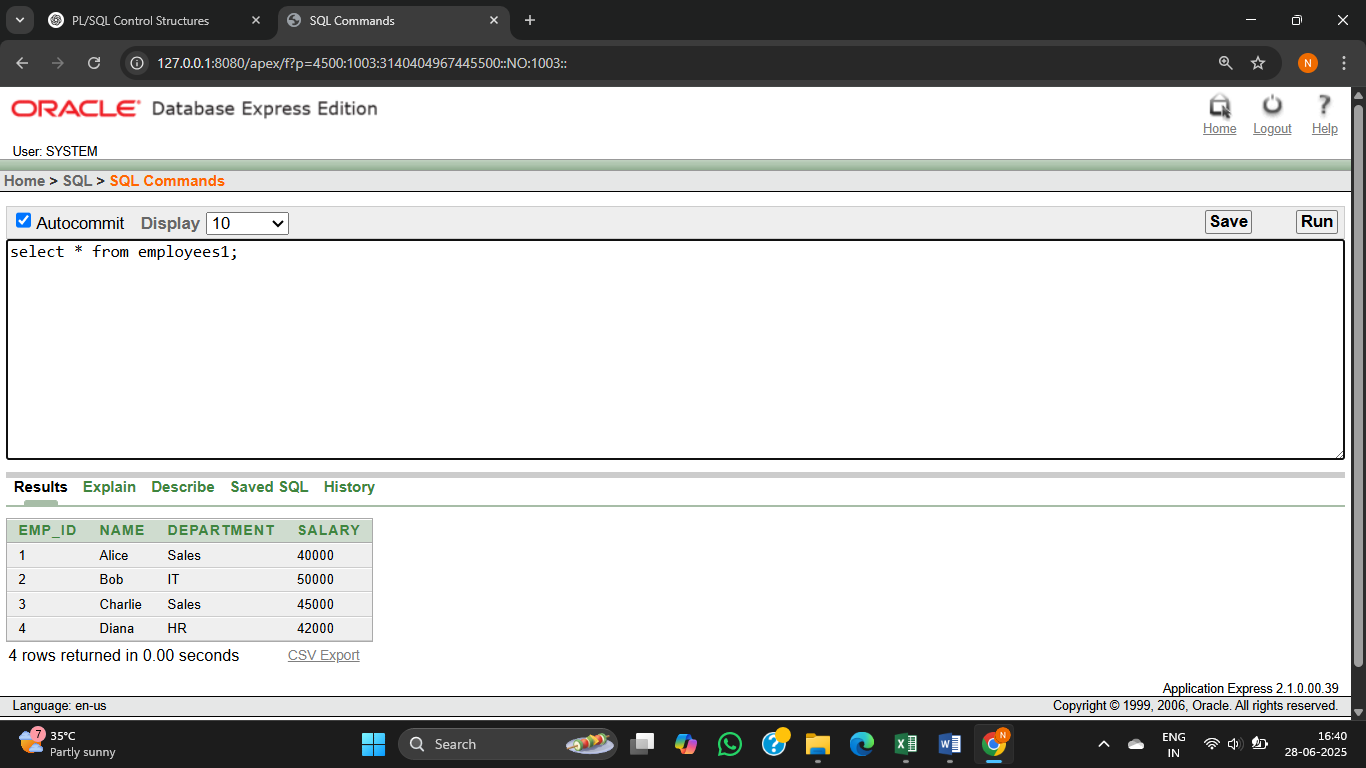 PL/SQL Control Structures
SQL Commands
127.0.0.1:8080/apex/f?p=4500:1003:3140404967445500::NO:1003::
N
ORACLE Database Express Edition
Home
Logout
?
Help
User: SYSTEM
Home > SQL > SQL Commands
Autocommit Display 10
Save
Run
select * from employees1;
Results Explain Describe Saved SQL History
EMP_ID NAME DEPARTMENT SALARY
1 Alice Sales 40000
2 Bob IT 50000
3 Charlie Sales 45000
4 Diana HR 42000
4 rows returned in 0.00 seconds CSV Export
Application Express 2.1.0.00.39
Language: en-us
Copyright © 1999, 2006, Oracle. All rights reserved.
7
35°C
Partly sunny
Search
N
ENG
IN
16:40
28-06-2025